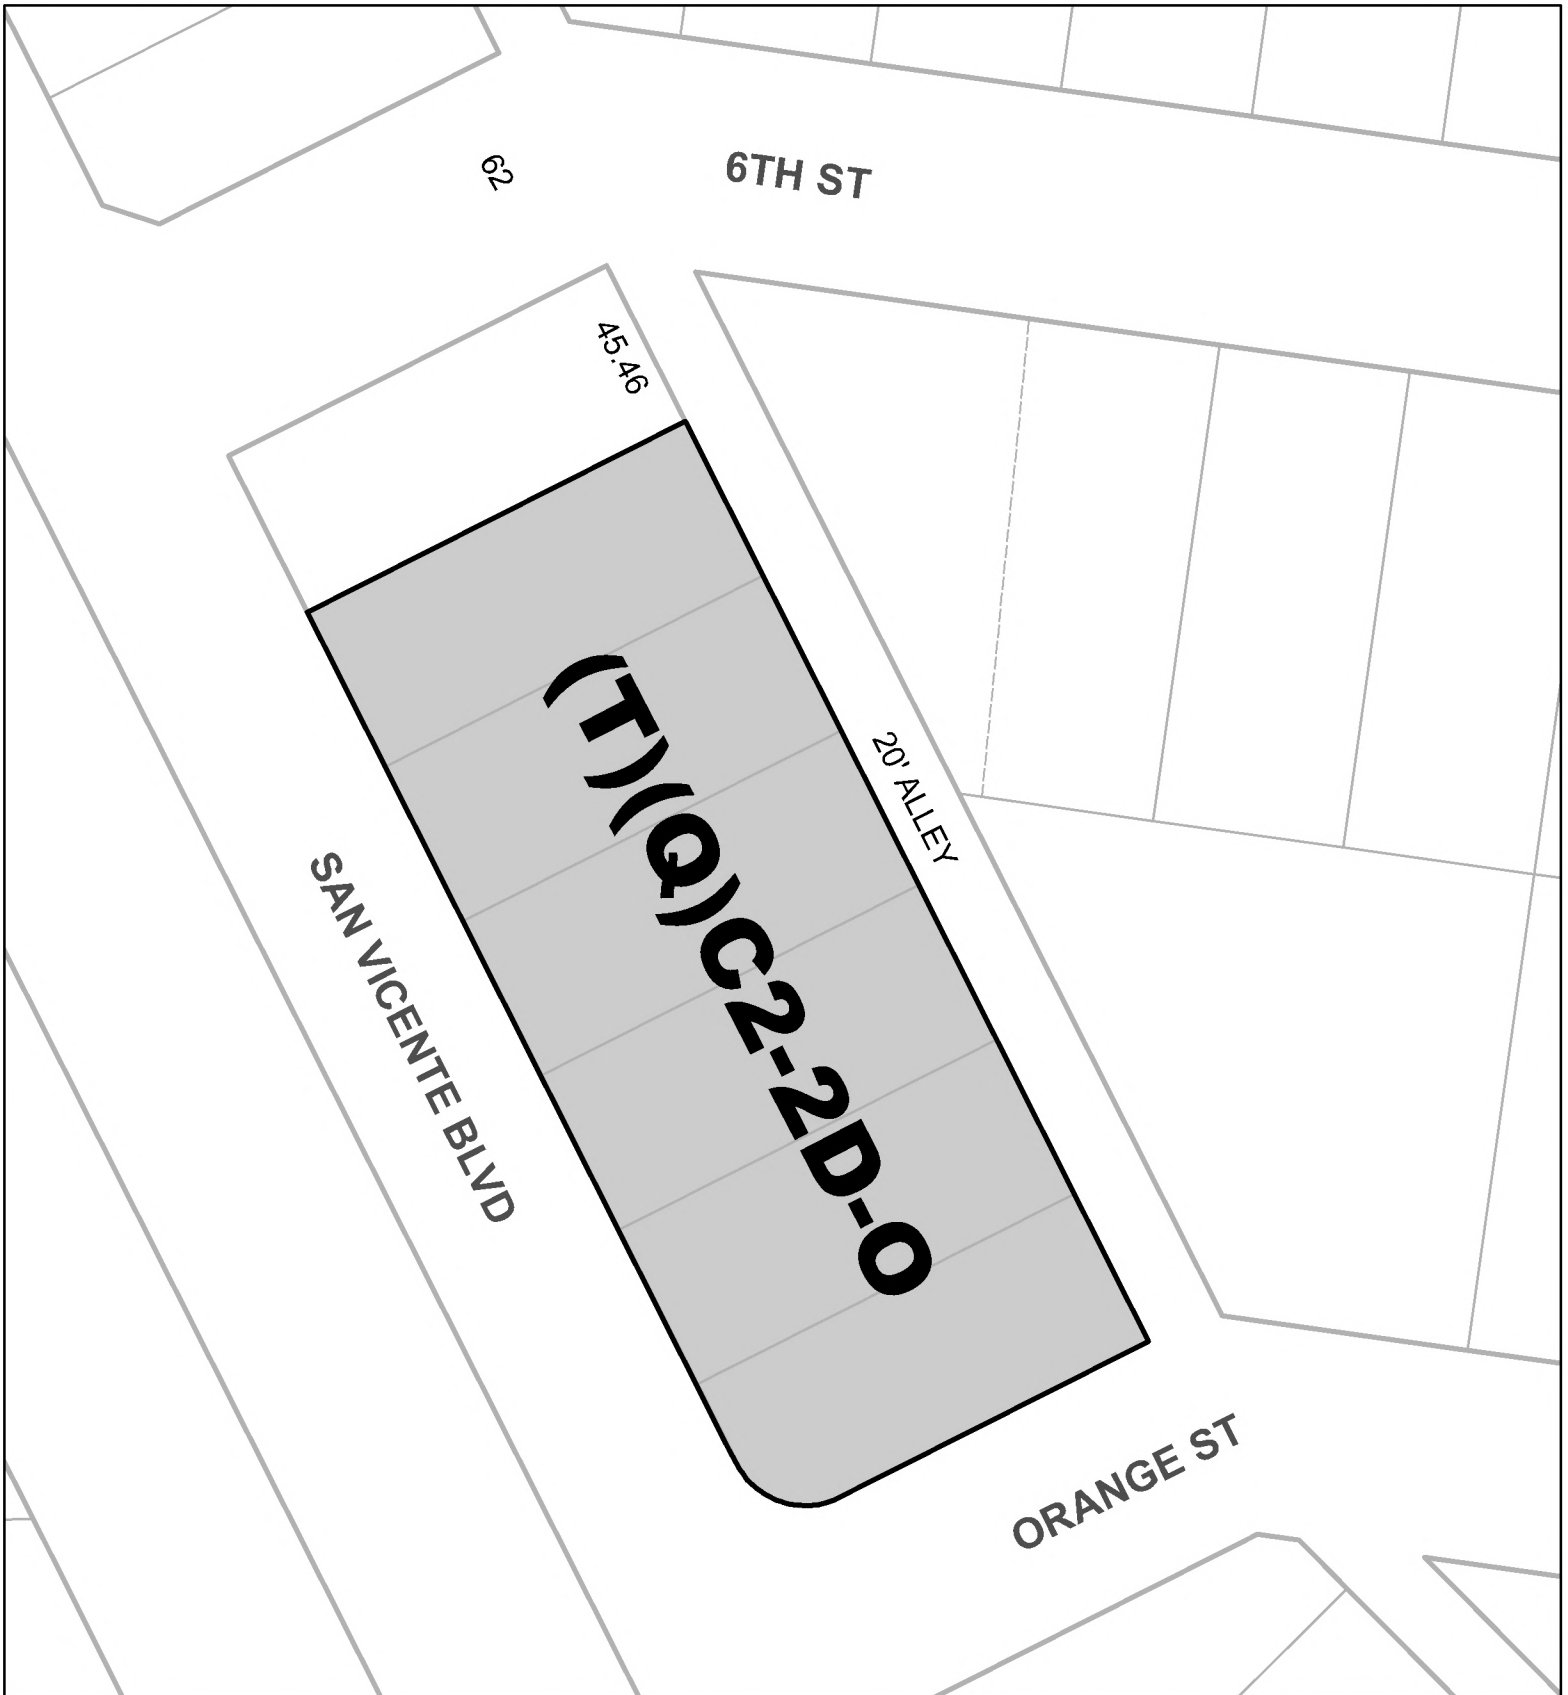 6TH ST
62
45.46
(T)(Q)C2-2D-O
20' ALLEY
SAN VICENTE BLVD
ORANGE ST